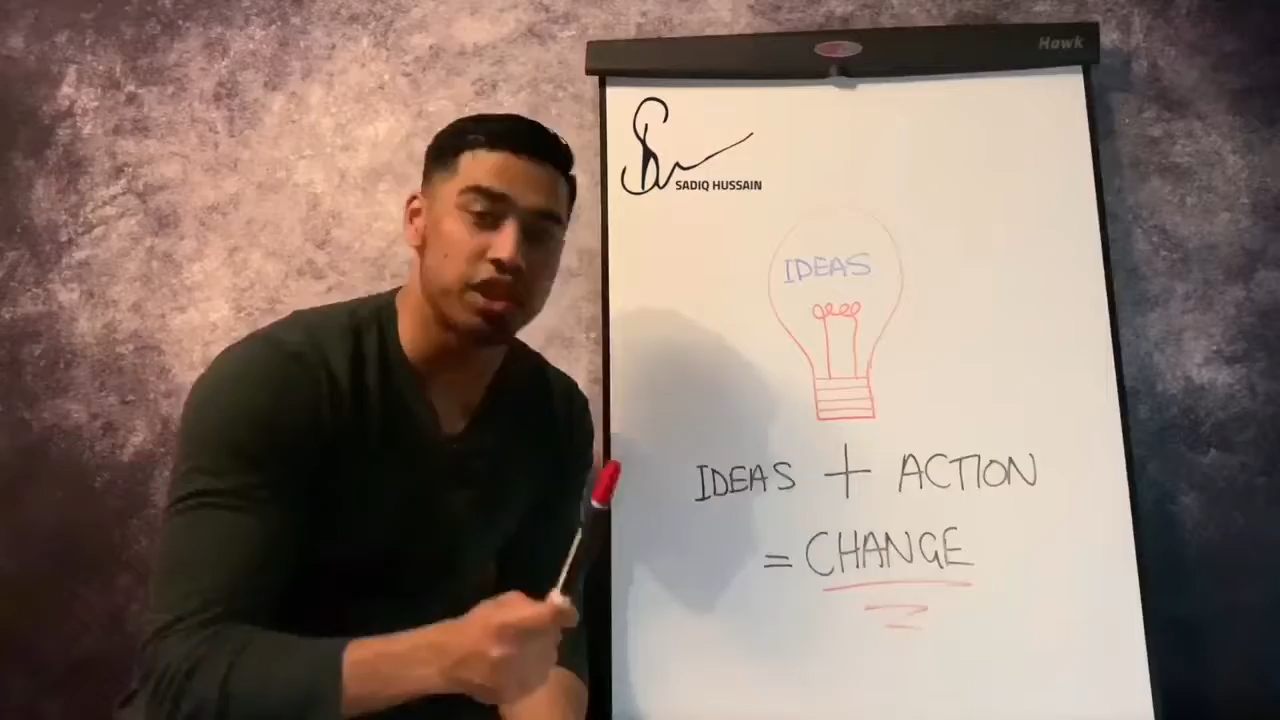 Hawk
SADIQ HUSSAIN
IDEAS
IDEAS + ACTION
= CHANGE